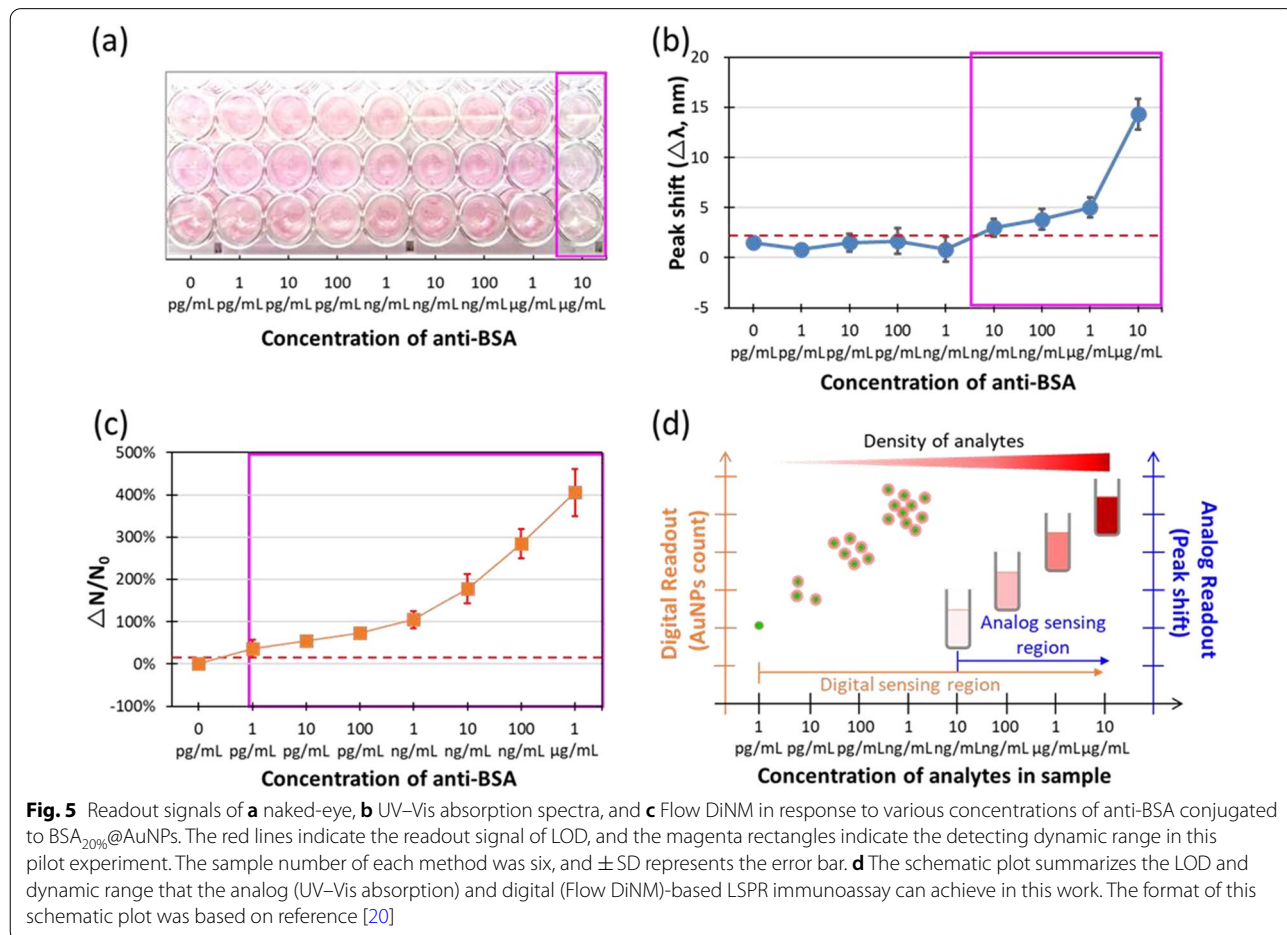 (a)
0 1 10 100 1 10 100 1 10
pg/mL pg/mL pg/mL pg/mL ng/mL ng/mL ng/mL µg/mL µg/mL
Concentration of anti-BSA
(b)
Peak shift (△λ, nm)
20
15
10
5
0
-5
0 1 10 100 1 10 100 1 10
pg/mL pg/mL pg/mL pg/mL ng/mL ng/mL ng/mL µg/mL µg/mL
Concentration of anti-BSA
(c)
△N/N₀
500%
400%
300%
200%
100%
0%
-100%
0 1 10 100 1 10 100 1
pg/mL pg/mL pg/mL pg/mL ng/mL ng/mL ng/mL µg/mL
Concentration of anti-BSA
(d)
Density of analytes
Digital Readout
(AuNPs count)
Analog Readout
(Peak shift)
Analog sensing
region
Digital sensing region
1 10 100 1 10 100 1 10
pg/mL pg/mL pg/mL ng/mL ng/mL ng/mL µg/mL µg/mL
Concentration of analytes in sample
Fig. 5 Readout signals of a naked-eye, b UV–Vis absorption spectra, and c Flow DiNM in response to various concentrations of anti-BSA conjugated
to BSA₂₀%@AuNPs. The red lines indicate the readout signal of LOD, and the magenta rectangles indicate the detecting dynamic range in this
pilot experiment. The sample number of each method was six, and ± SD represents the error bar. d The schematic plot summarizes the LOD and
dynamic range that the analog (UV–Vis absorption) and digital (Flow DiNM)-based LSPR immunoassay can achieve in this work. The format of this
schematic plot was based on reference [20]